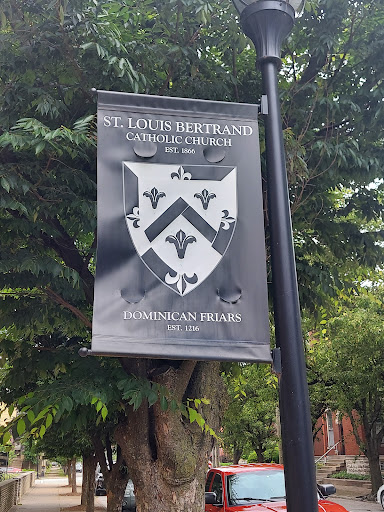 ST. LOUIS BERTRAND
CATHOLIC CHURCH
EST. 1866
DOMINICAN FRIARS
EST. 1216